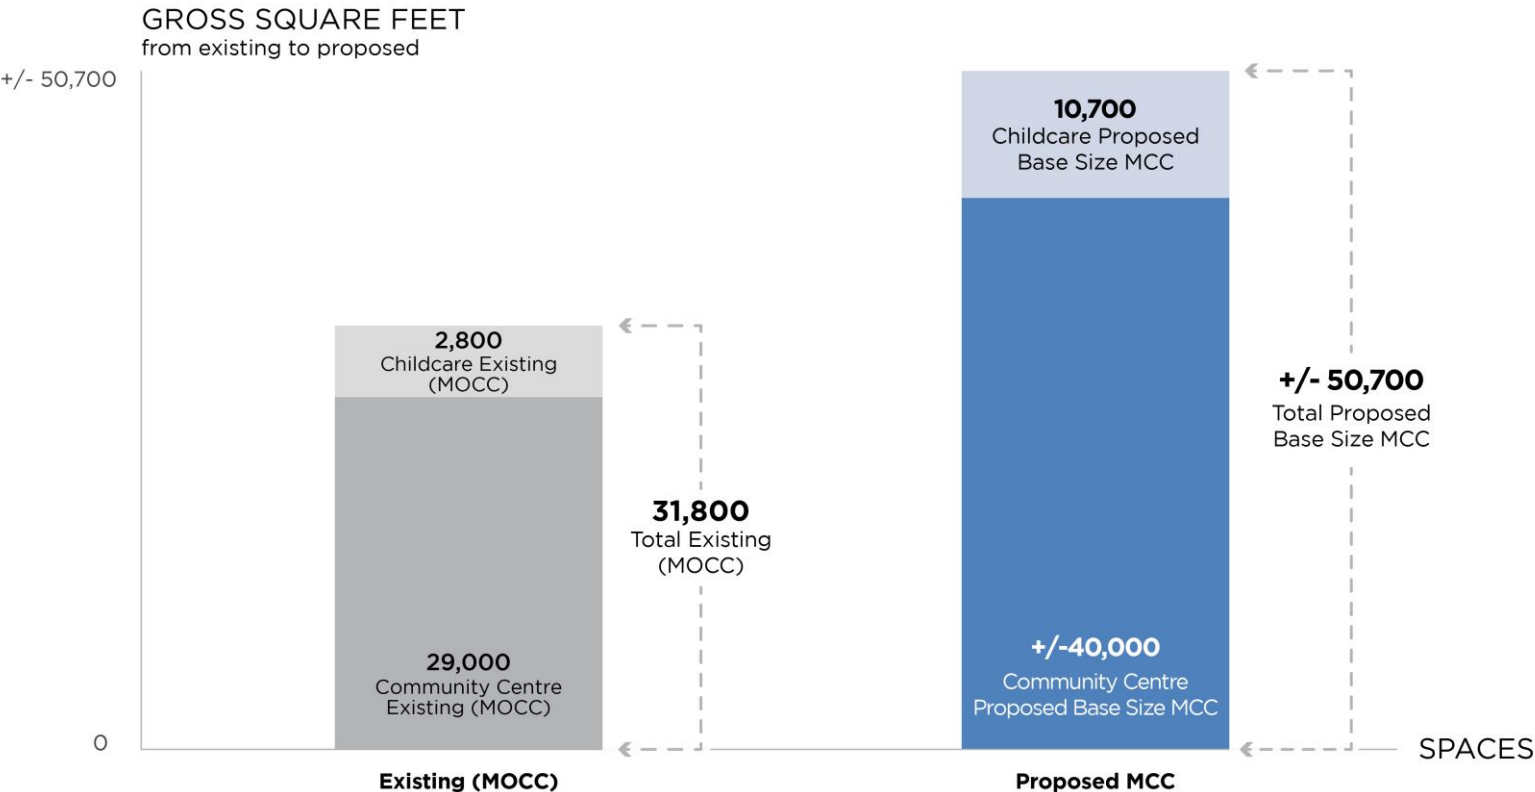 GROSS SQUARE FEET
from existing to proposed
+/- 50,700
10,700
Childcare Proposed
Base Size MCC
2,800
Childcare Existing
(MOCC)
+/- 50,700
Total Proposed
Base Size MCC
31,800
Total Existing
(MOCC)
29,000
Community Centre
Existing (MOCC)
+/-40,000
Community Centre
Proposed Base Size MCC
0
SPACES
Existing (MOCC)
Proposed MCC